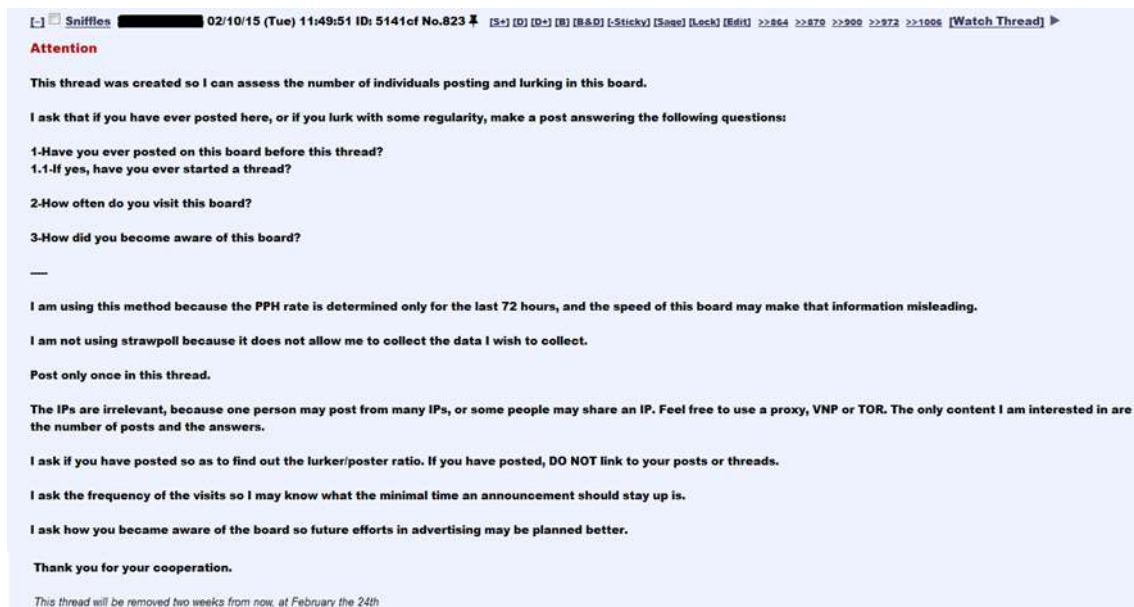 [–] Sniffles 02/10/15 (Tue) 11:49:51 ID: 5141cf No.823 [S+] [D] [D+] [B] [B&D] [-Sticky] [Sage] [Lock] [Edit] >>864 >>870 >>900 >>972 >>1006 [Watch Thread] ▶
Attention
This thread was created so I can assess the number of individuals posting and lurking in this board.
I ask that if you have ever posted here, or if you lurk with some regularity, make a post answering the following questions:
1-Have you ever posted on this board before this thread?
1.1-If yes, have you ever started a thread?
2-How often do you visit this board?
3-How did you become aware of this board?
—
I am using this method because the PPH rate is determined only for the last 72 hours, and the speed of this board may make that information misleading.
I am not using strawpoll because it does not allow me to collect the data I wish to collect.
Post only once in this thread.
The IPs are irrelevant, because one person may post from many IPs, or some people may share an IP. Feel free to use a proxy, VNP or TOR. The only content I am interested in are
the number of posts and the answers.
I ask if you have posted so as to find out the lurker/poster ratio. If you have posted, DO NOT link to your posts or threads.
I ask the frequency of the visits so I may know what the minimal time an announcement should stay up is.
I ask how you became aware of the board so future efforts in advertising may be planned better.
Thank you for your cooperation.
This thread will be removed two weeks from now, at February the 24th